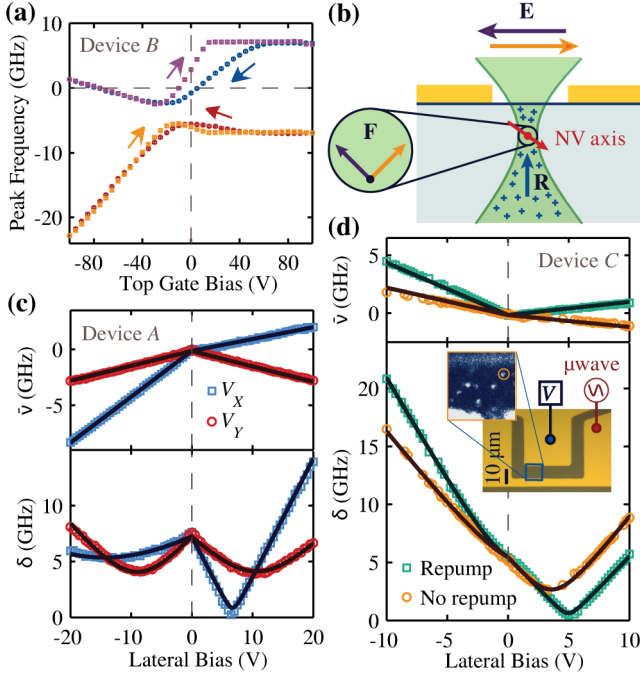 (a)
Device B
Peak Frequency (GHz)
10
0
-10
-20
-80
-40
0
40
80
Top Gate Bias (V)
(b)
E
F
NV axis
R
(c)
Device A
ν̄ (GHz)
0
-5
V_X
V_Y
δ (GHz)
10
5
0
-20
-10
0
10
20
Lateral Bias (V)
(d)
Device C
ν̄ (GHz)
5
0
δ (GHz)
20
15
10
5
0
V
μwave
10 μm
Repump
No repump
-10
-5
0
5
10
Lateral Bias (V)